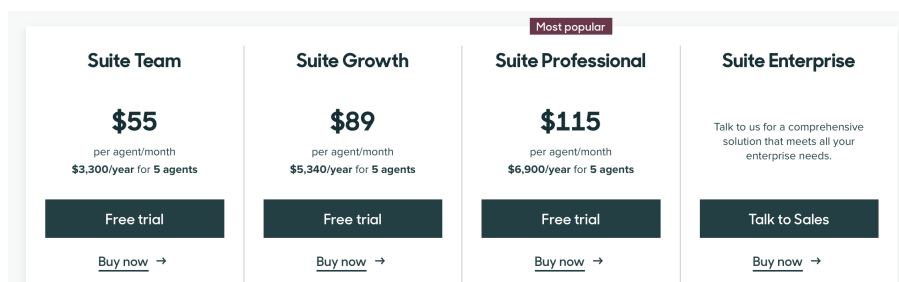 Most popular
Suite Team
$55
per agent/month
$3,300/year for 5 agents
Free trial
Buy now →
Suite Growth
$89
per agent/month
$5,340/year for 5 agents
Free trial
Buy now →
Suite Professional
$115
per agent/month
$6,900/year for 5 agents
Free trial
Buy now →
Suite Enterprise
Talk to us for a comprehensive
solution that meets all your
enterprise needs.
Talk to Sales
Buy now →